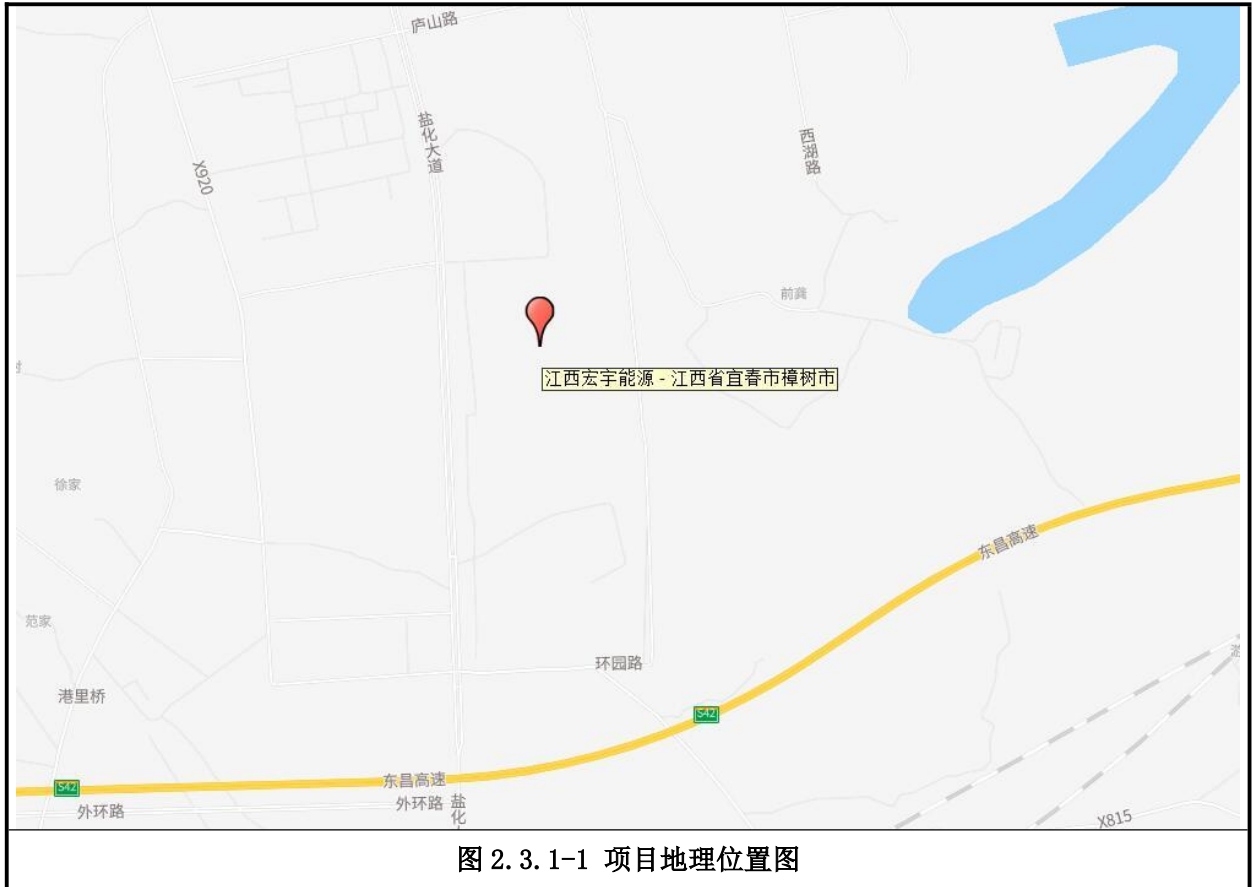 庐山路
盐化大道
西湖路
X920
前龚
江西宏宇能源 - 江西省宜春市樟树市
徐家
东昌高速
范家
环园路
港里桥
S42
东昌高速
S42
外环路
外环路
盐化
X815
图 2.3.1-1 项目地理位置图